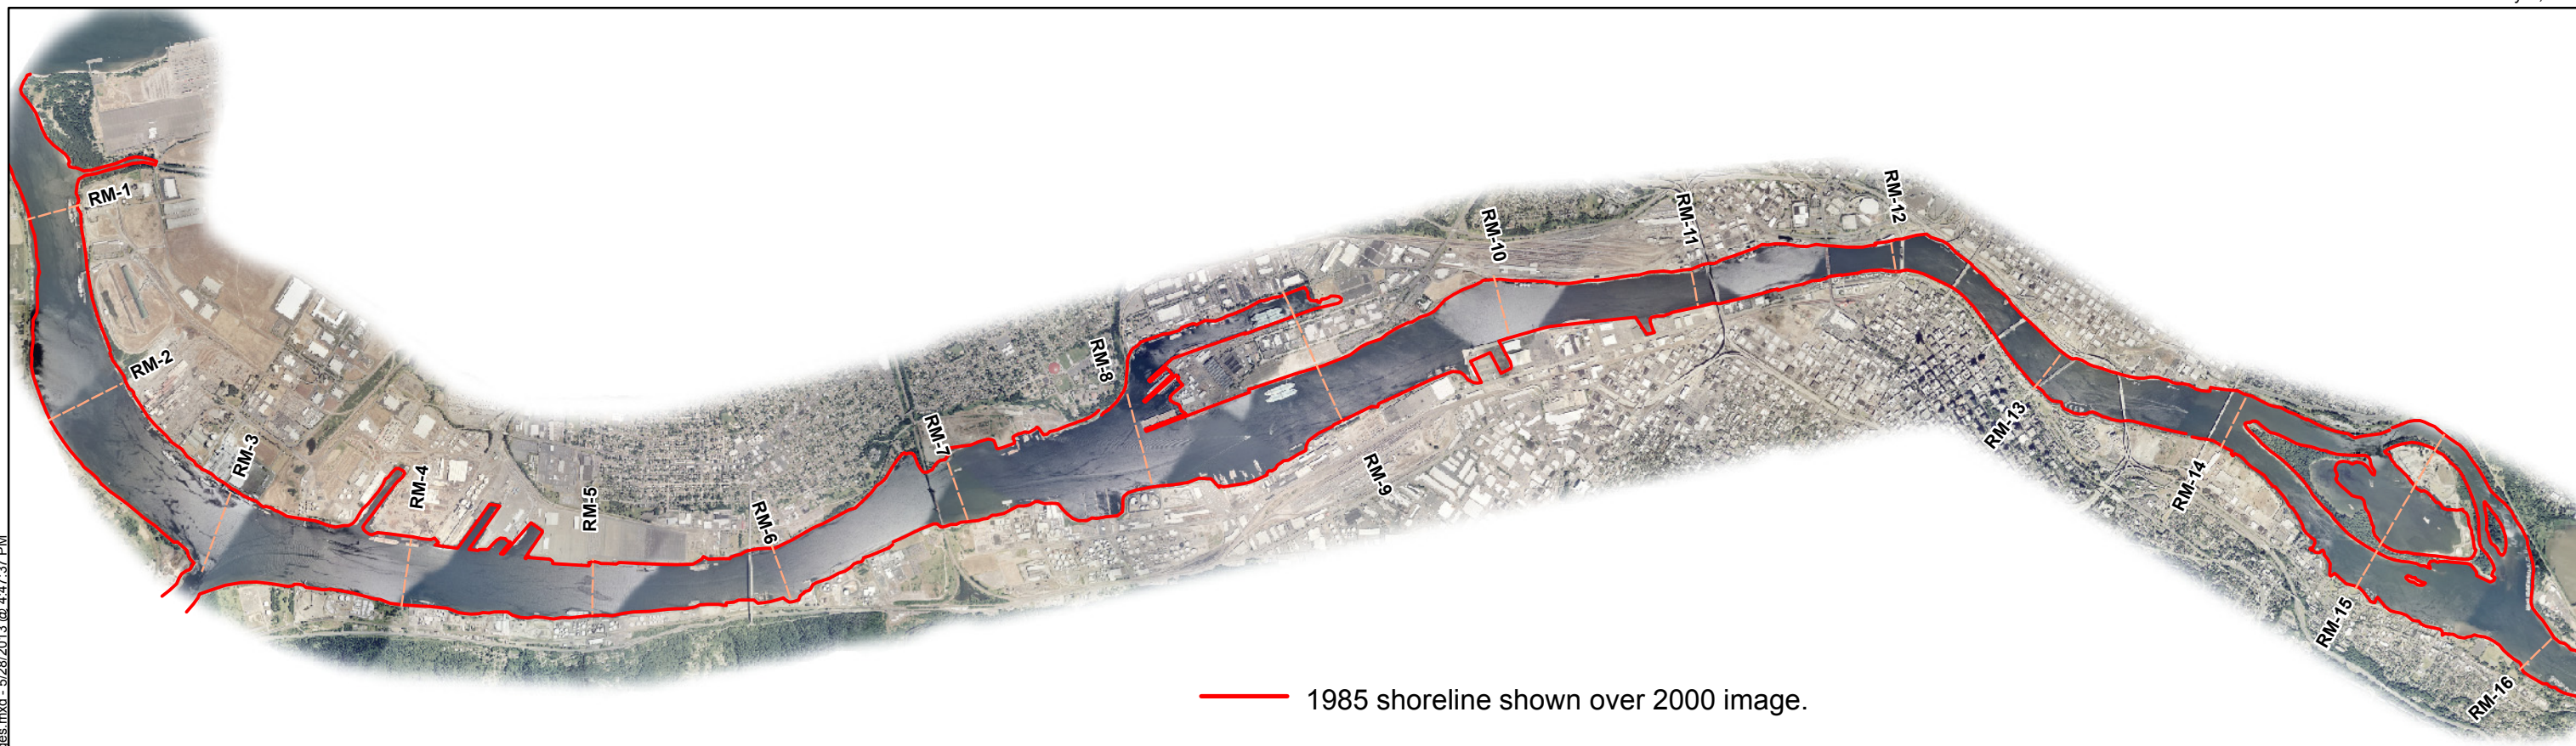 RM-1
RM-2
RM-3
RM-4
RM-5
RM-6
RM-7
RM-8
RM-9
RM-10
RM-11
RM-12
RM-13
RM-14
RM-15
RM-16
1985 shoreline shown over 2000 image.